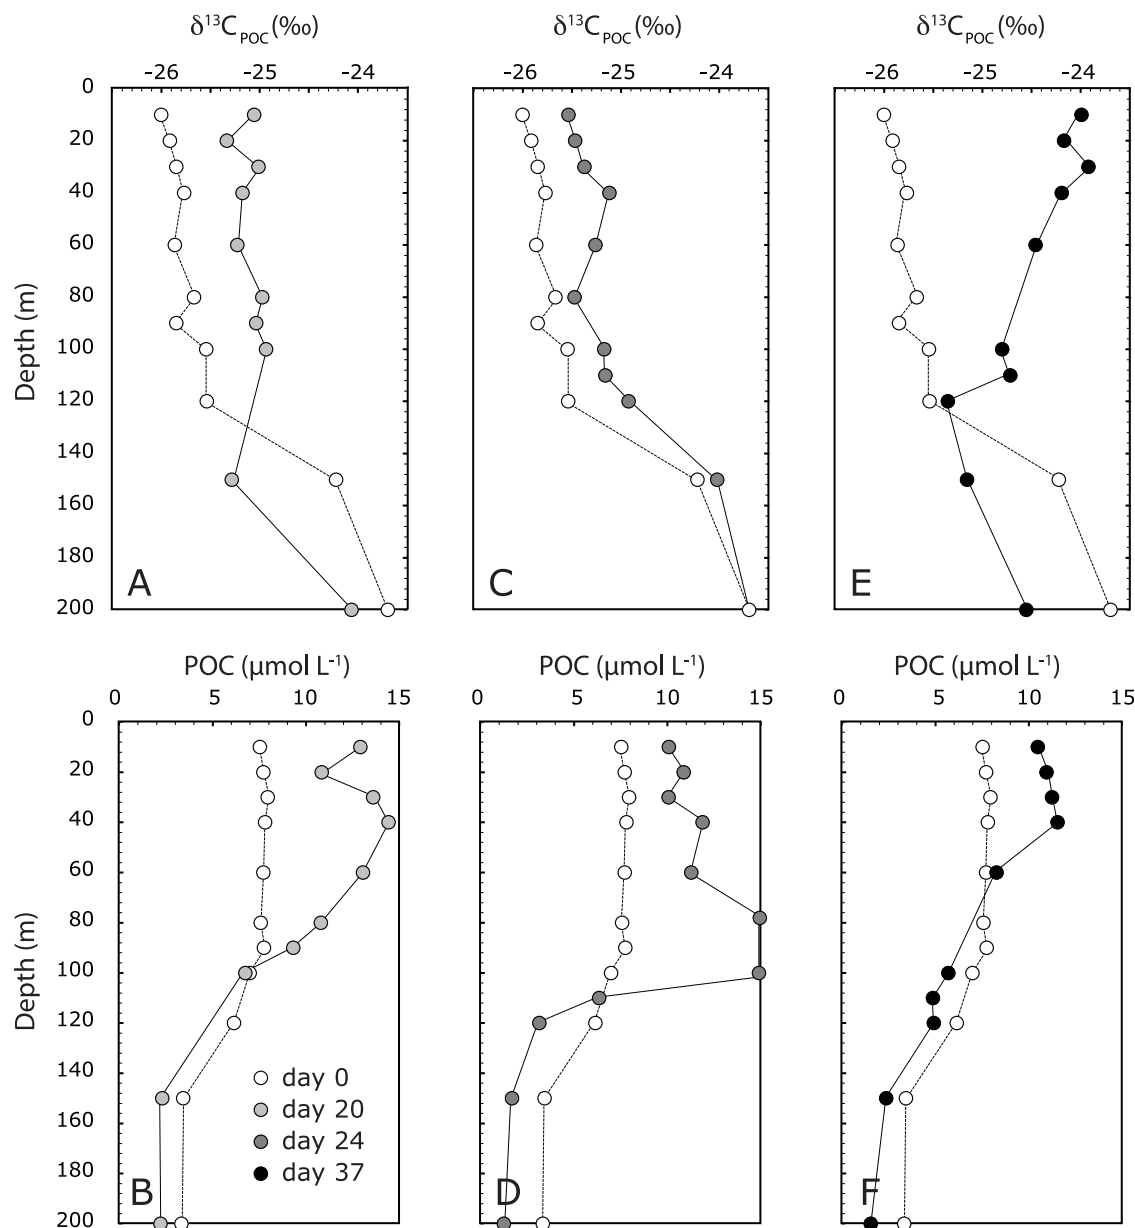 δ¹³C_POC (‰) δ¹³C_POC (‰) δ¹³C_POC (‰)
-26 -25 -24 -26 -25 -24 -26 -25 -24
0
20
40
60
80
100
120
140
160
180
200
Depth (m)
A C E
POC (µmol L⁻¹) POC (µmol L⁻¹) POC (µmol L⁻¹)
0 5 10 15 0 5 10 15 0 5 10 15
0
20
40
60
80
100
120
140
160
180
200
Depth (m)
day 0
day 20
day 24
day 37
B D F